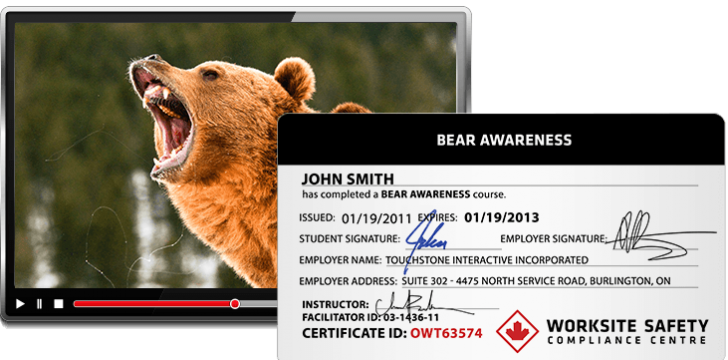 BEAR AWARENESS
JOHN SMITH
has completed a BEAR AWARENESS course.
ISSUED: 01/19/2011 EXPIRES: 01/19/2013
STUDENT SIGNATURE: John EMPLOYER SIGNATURE:
EMPLOYER NAME: TOUCHSTONE INTERACTIVE INCORPORATED
EMPLOYER ADDRESS: SUITE 302 - 4475 NORTH SERVICE ROAD, BURLINGTON, ON
INSTRUCTOR:
FACILITATOR ID: 03-1436-11
CERTIFICATE ID: OWT63574
WORKSITE SAFETY
COMPLIANCE CENTRE